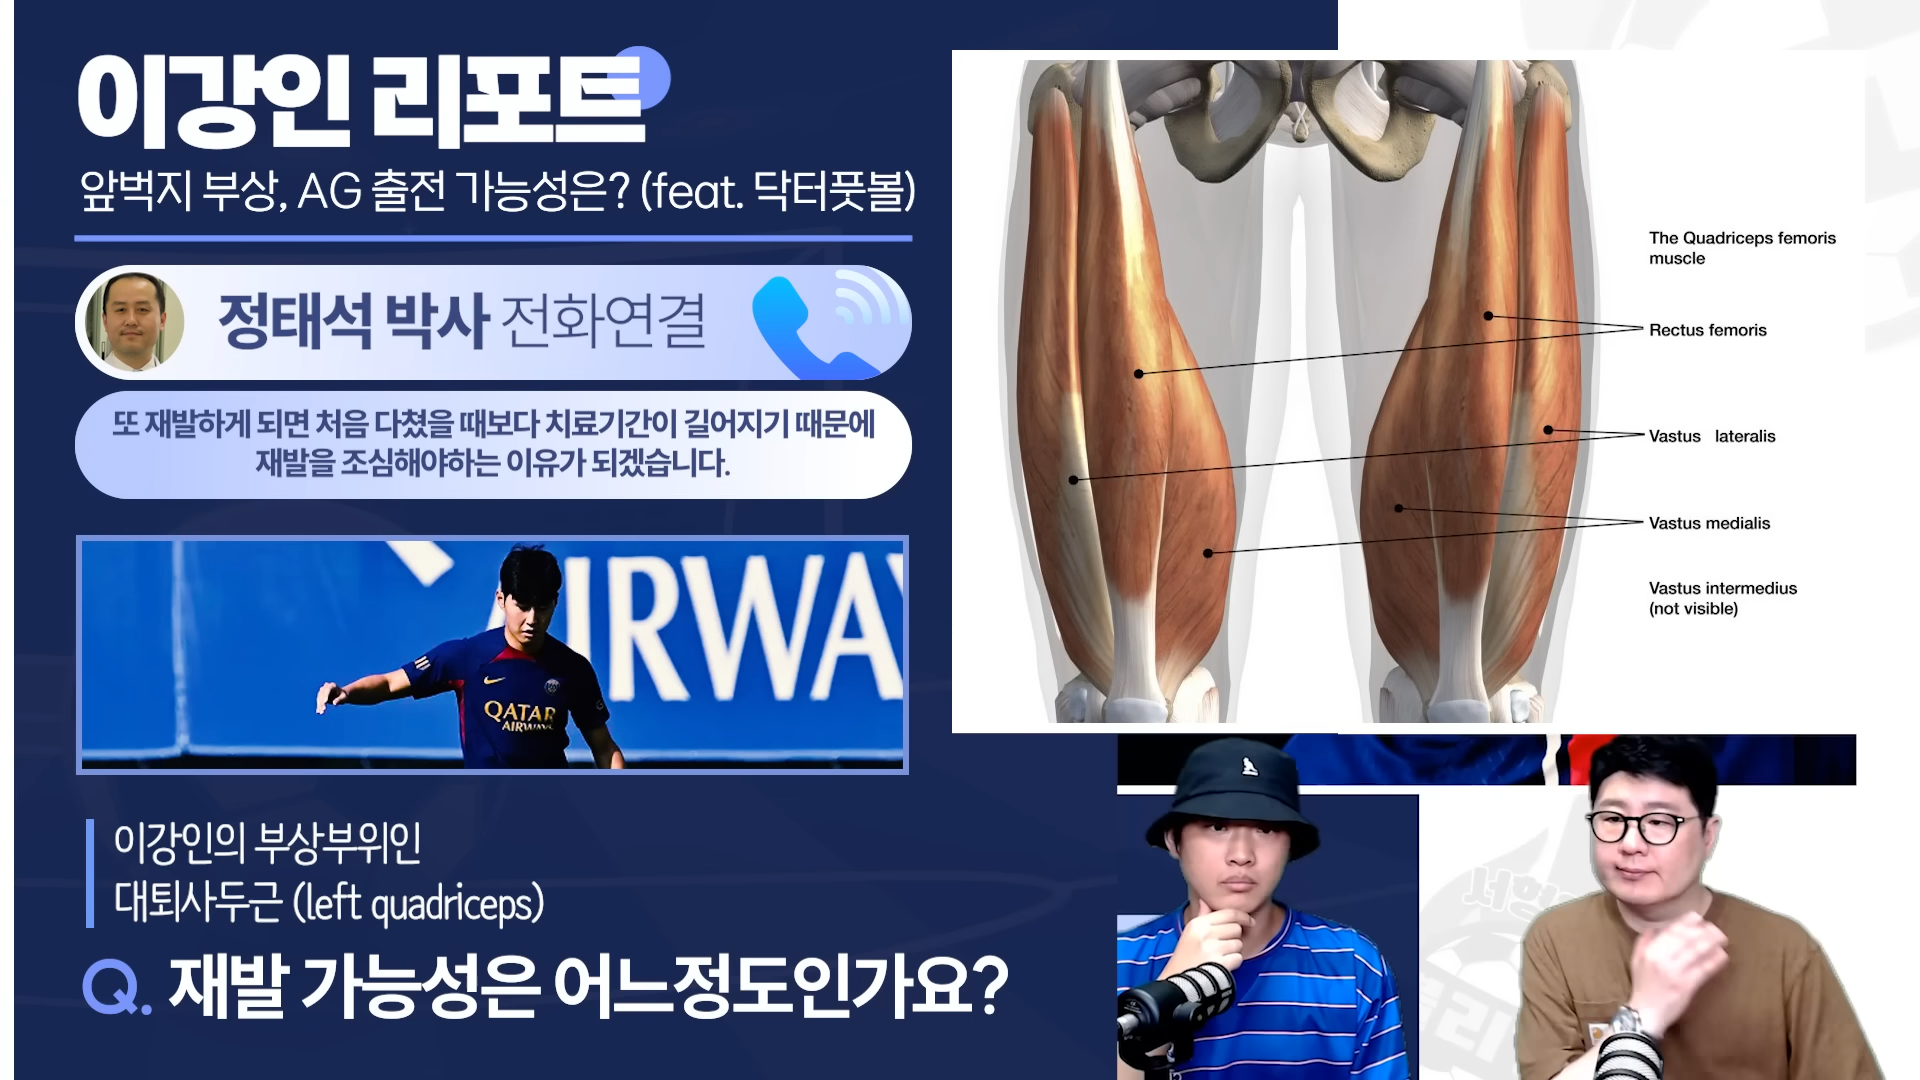 이강인 리포트
앞벅지 부상, AG 출전 가능성은? (feat. 닥터풋볼)
정태석 박사 전화연결
또 재발하게 되면 처음 다쳤을 때보다 치료기간이 길어지기 때문에
재발을 조심해야하는 이유가 되겠습니다.
IRWA
QATAR
AIRWAYS
이강인의 부상부위인
대퇴사두근 (left quadriceps)
Q. 재발 가능성은 어느정도인가요?
The Quadriceps femoris
muscle
Rectus femoris
Vastus lateralis
Vastus medialis
Vastus intermedius
(not visible)